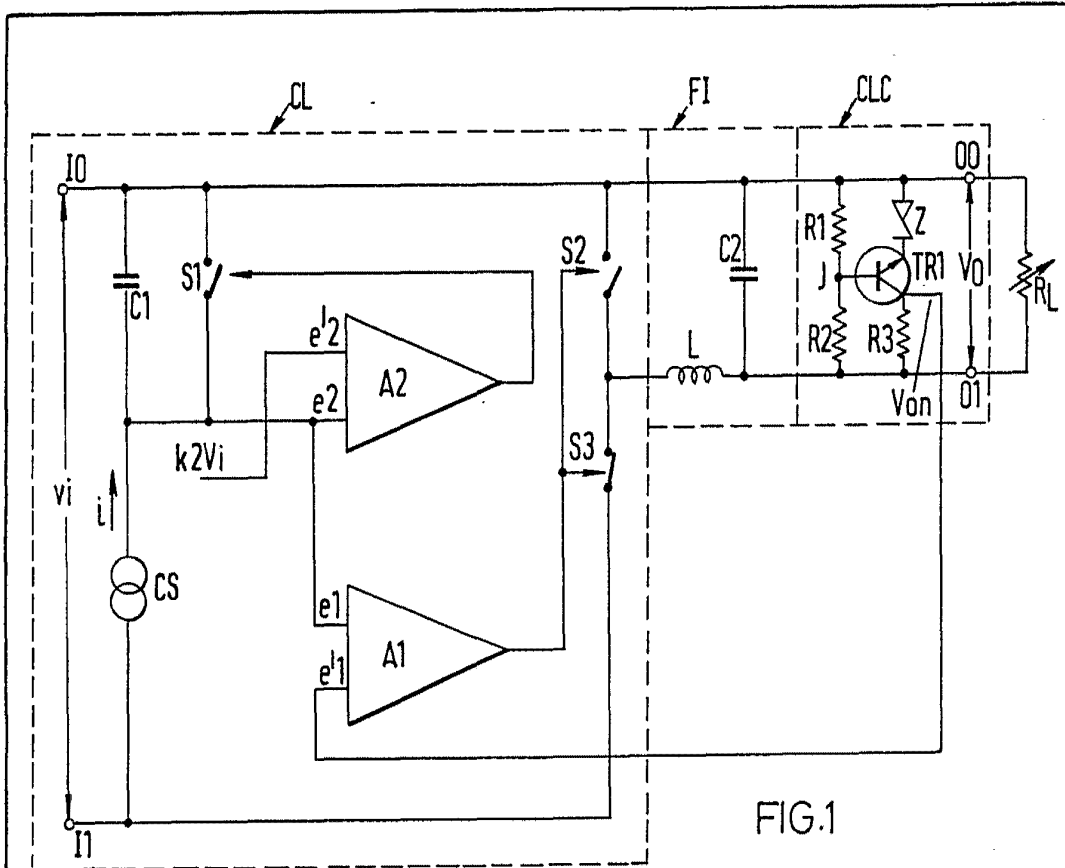 CL
FI
CLC
I0
00
C1
S1
S2
C2
R1
Z
J
TR1
V0
RL
e'2
A2
R2
R3
L
e2
Von
01
k2Vi
S3
vi
i
CS
e1
A1
e'1
I1
FIG.1